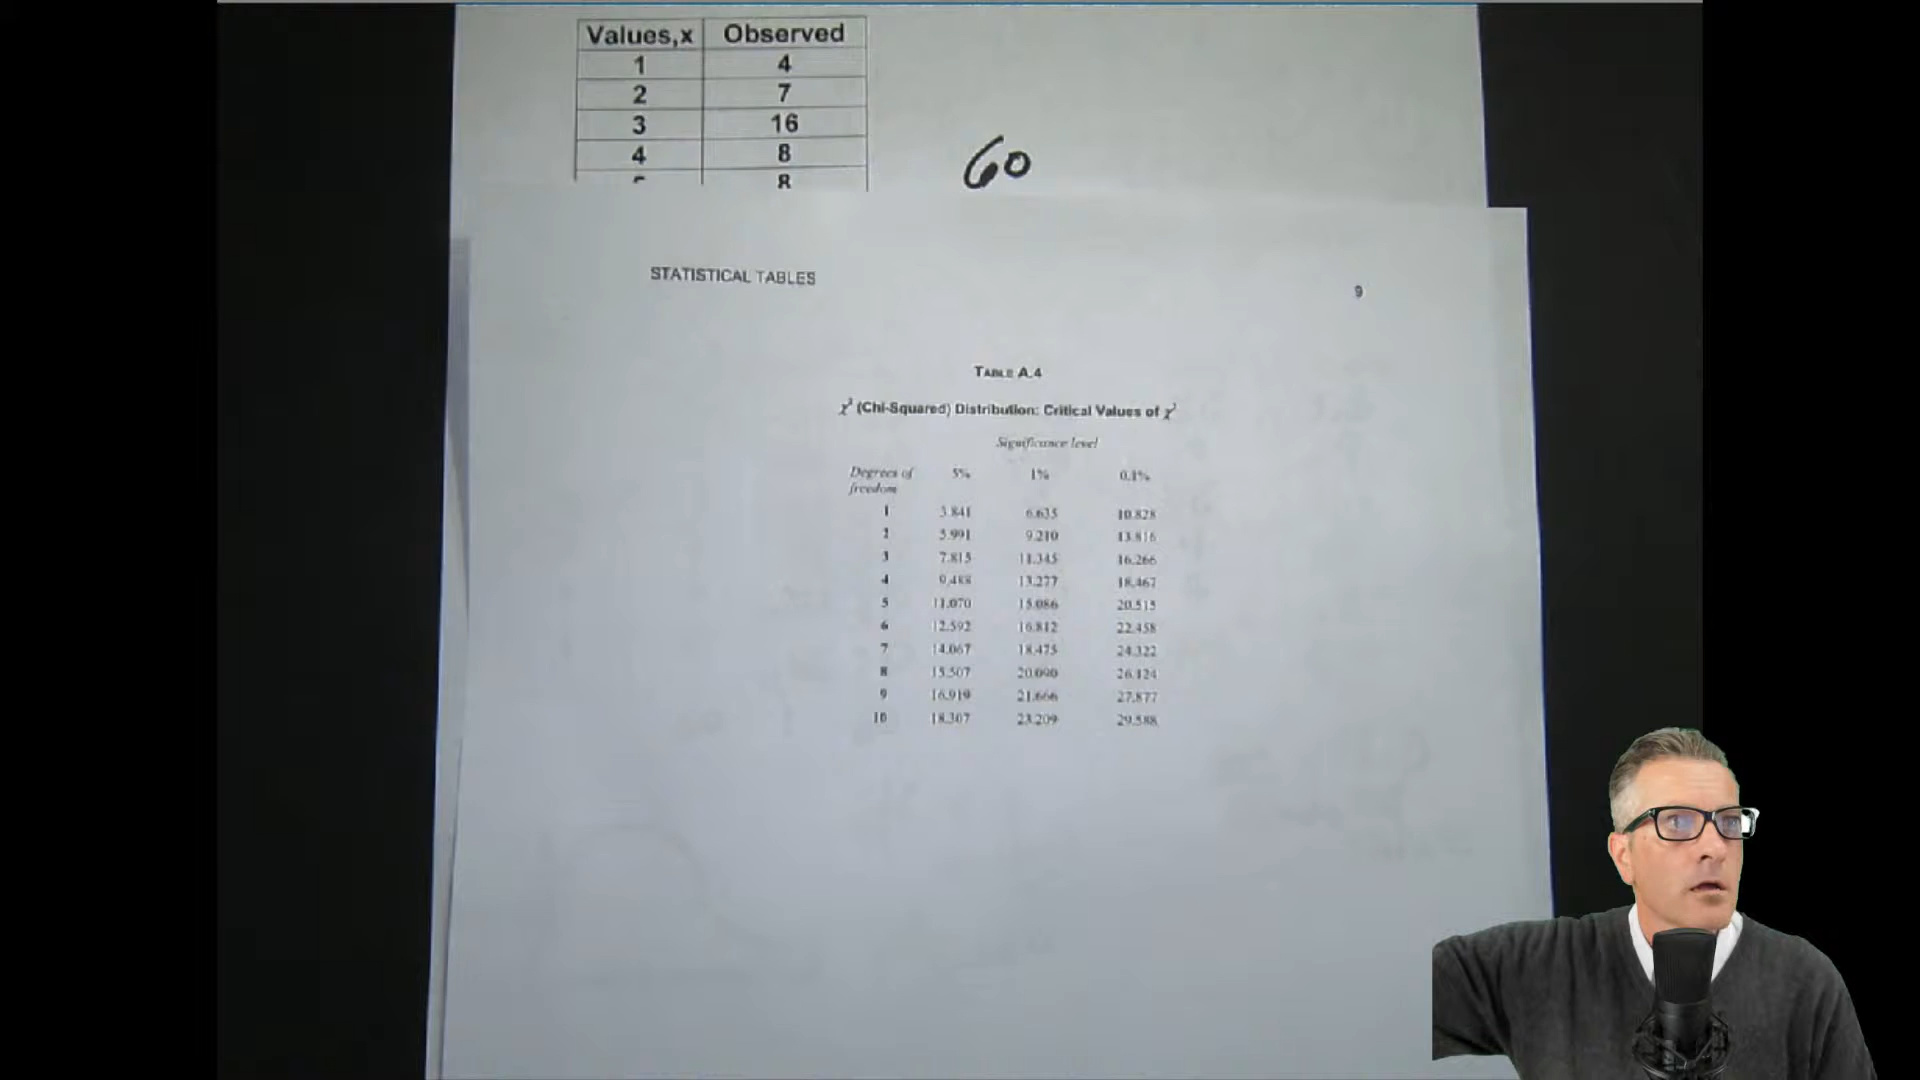 Values,x Observed
1 4
2 7
3 16
4 8
8
60
STATISTICAL TABLES
9
TABLE A.4
χ² (Chi-Squared) Distribution: Critical Values of χ²
Significance level
Degrees of freedom 5% 1% 0.1%
1 3.841 6.635 10.828
2 5.991 9.210 13.816
3 7.815 11.345 16.266
4 9.488 13.277 18.467
5 11.070 15.086 20.515
6 12.592 16.812 22.458
7 14.067 18.475 24.322
8 15.507 20.090 26.124
9 16.919 21.666 27.877
10 18.307 23.209 29.588